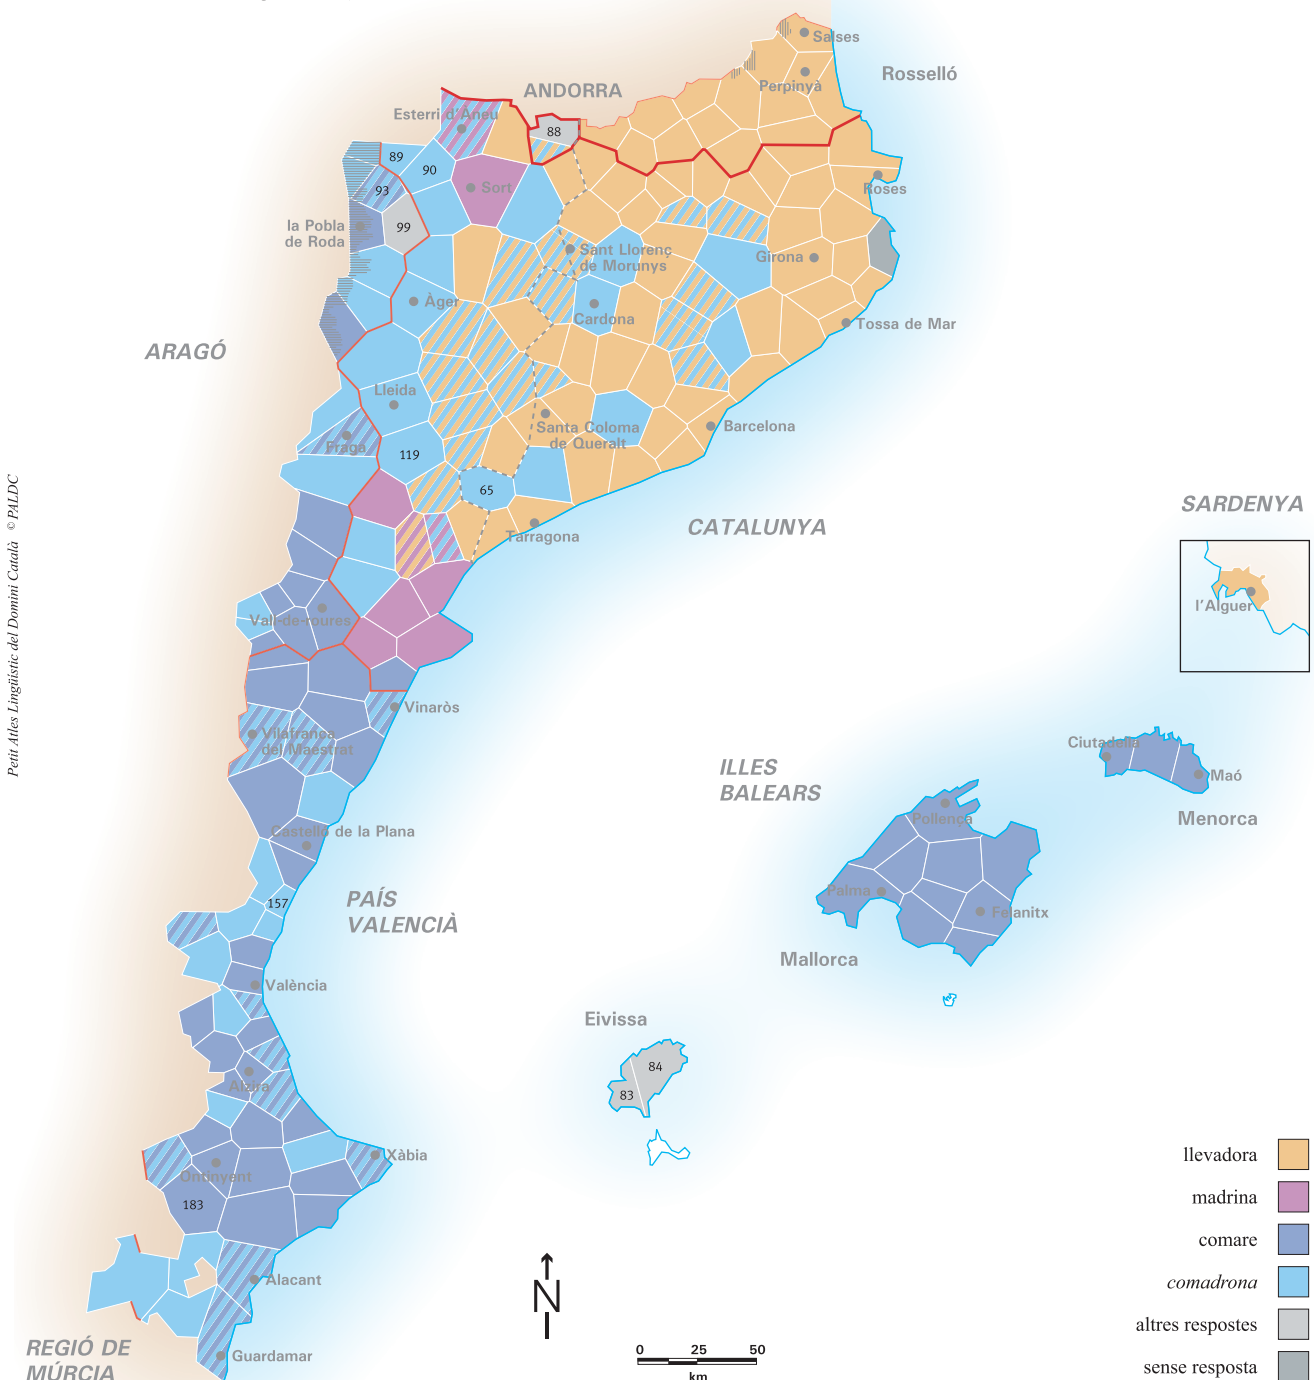 Salses
Rosselló
Perpinyà
ANDORRA
Esterri d'Àneu
88
89
90
93
Sort
Roses
99
la Pobla
de Roda
Sant Llorenç
de Morunys
Girona
Àger
Cardona
Tossa de Mar
ARAGÓ
Lleida
Barcelona
Santa Coloma
de Queralt
Fraga
119
65
Tarragona
CATALUNYA
SARDENYA
l'Alguer
Petit Atles Lingüístic del Domini Català © PALDC
Vall-de-roures
Vinaròs
Vilafranca
del Maestrat
ILLES
BALEARS
Ciutadella
Maó
Menorca
Pollença
Castelló de la Plana
Palma
Felanitx
157
PAÍS
VALENCIÀ
Mallorca
València
Eivissa
84
83
Alzira
Xàbia
Ontinyent
183
Alacant
Guardamar
REGIÓ DE
MÚRCIA
N
0 25 50
km
llevadora
madrina
comare
comadrona
altres respostes
sense resposta